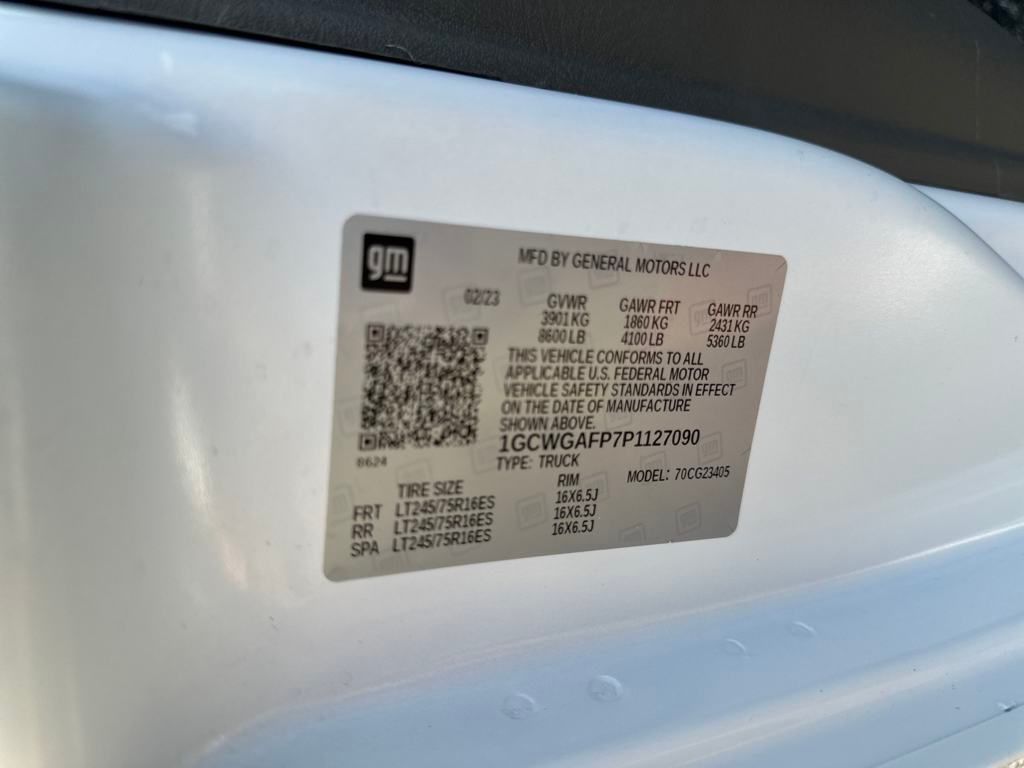 gm
MFD BY GENERAL MOTORS LLC
02/23
GVWR GAWR FRT GAWR RR
3901 KG 1860 KG 2431 KG
8600 LB 4100 LB 5360 LB
THIS VEHICLE CONFORMS TO ALL
APPLICABLE U.S. FEDERAL MOTOR
VEHICLE SAFETY STANDARDS IN EFFECT
ON THE DATE OF MANUFACTURE
SHOWN ABOVE.
1GCWGAFP7P1127090
8624
TYPE: TRUCK MODEL: 70CG23405
TIRE SIZE RIM
FRT LT245/75R16ES 16X6.5J
RR LT245/75R16ES 16X6.5J
SPA LT245/75R16ES 16X6.5J